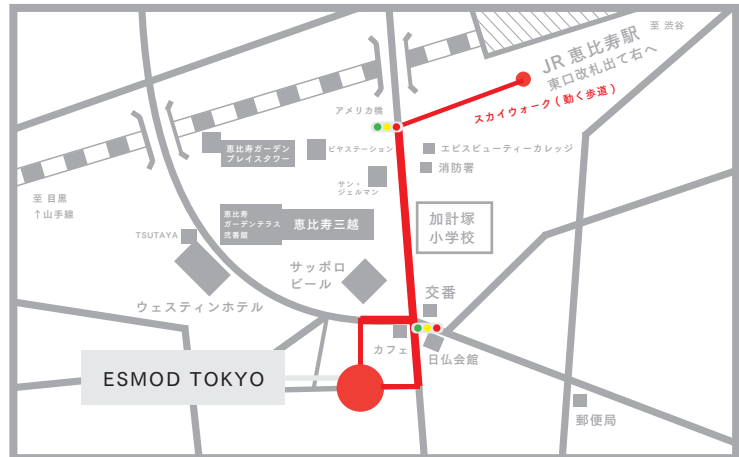 至 渋谷
JR 恵比寿駅
東口改札出て右へ
スカイウォーク ( 動く歩道 )
アメリカ橋
恵比寿ガーデン
プレイスタワー
ビヤステーション
エビスビューティーカレッジ
消防署
サン・
ジェルマン
至 目黒
↑山手線
恵比寿
ガーデンテラス
弐番館
恵比寿三越
加計塚
小学校
TSUTAYA
サッポロ
ビール
ウェスティンホテル
交番
カフェ
日仏会館
ESMOD TOKYO
郵便局